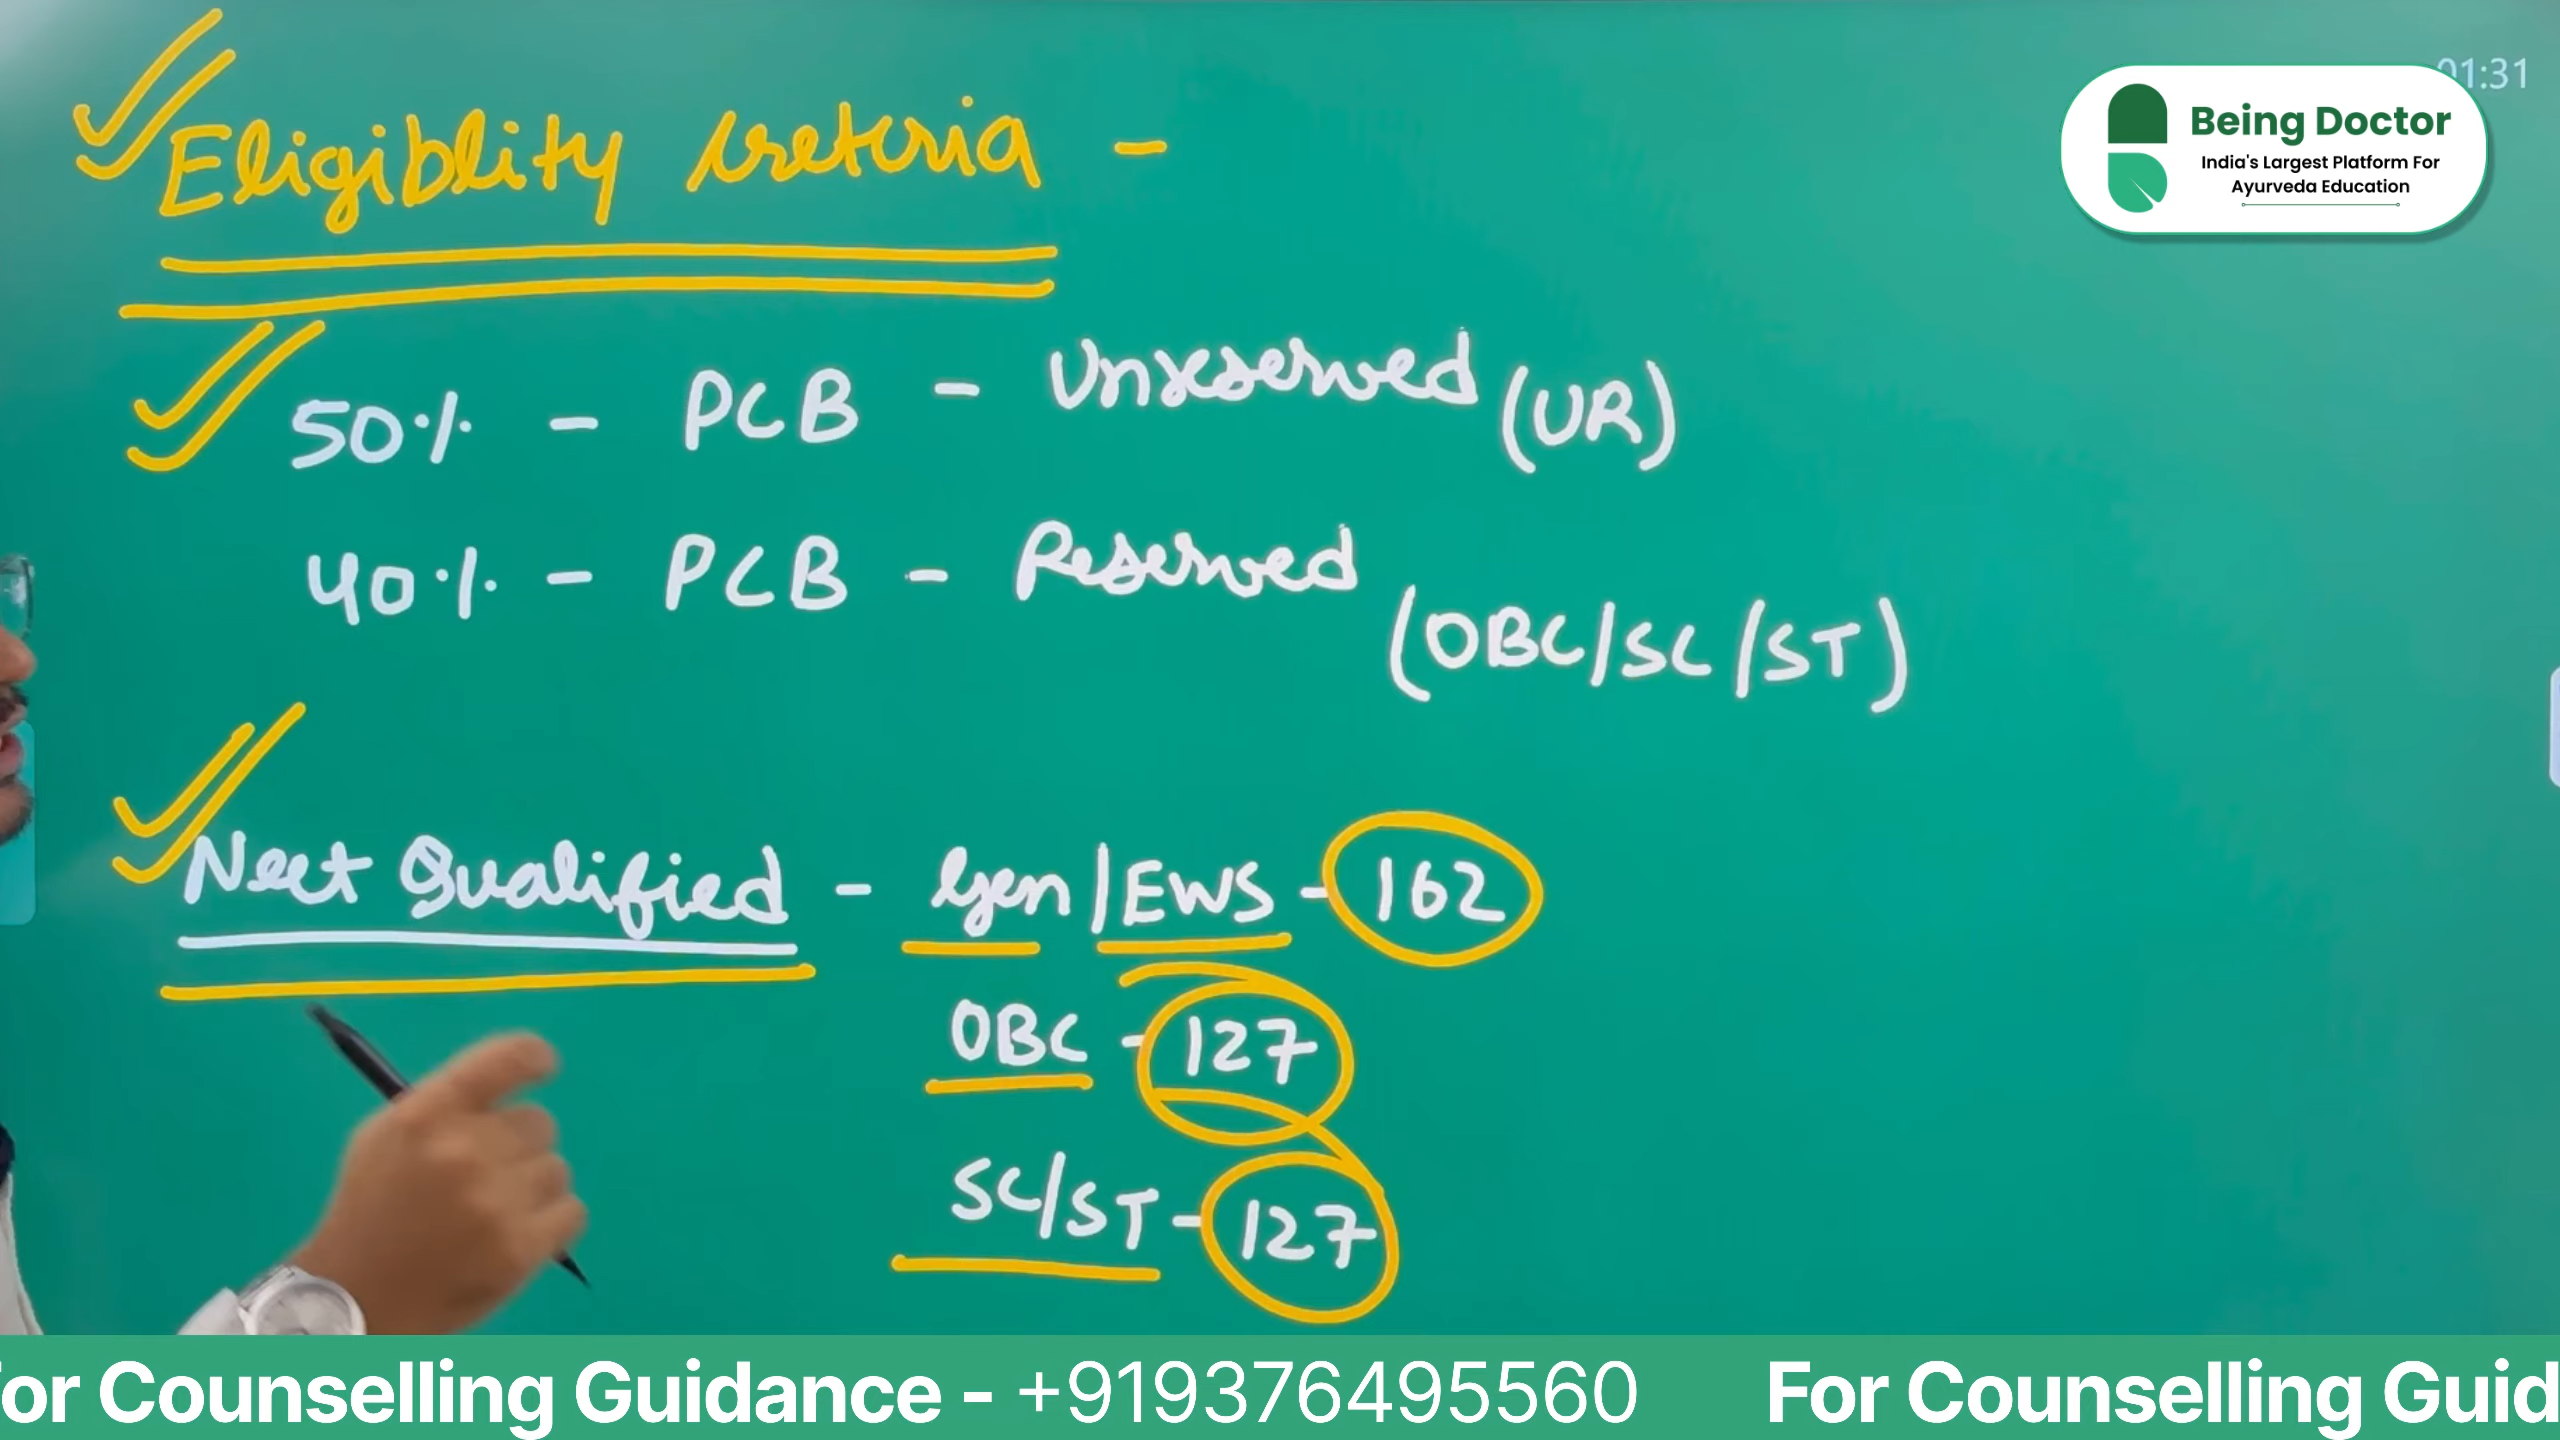 01:31
Being Doctor
India's Largest Platform For
Ayurveda Education
Eligiblity creteria -
50% - PCB - Unreserved (UR)
40% - PCB - Reserved
(OBC/SC/ST)
Neet Qualified - Gen/EWS - 162
OBC - 127
SC/ST - 127
For Counselling Guidance - +919376495560 For Counselling Guid